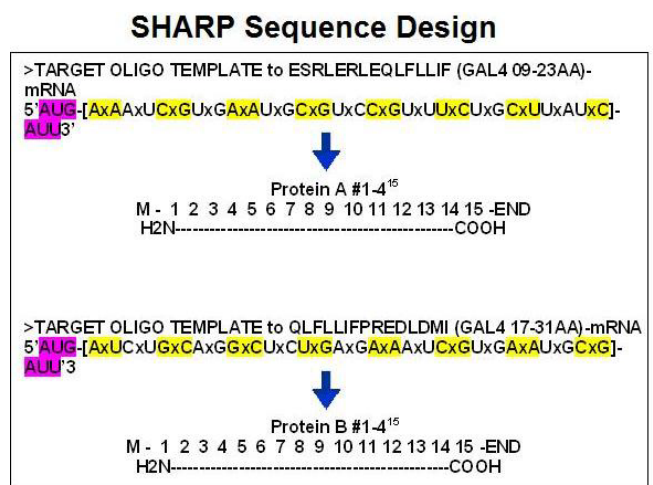 SHARP Sequence Design
>TARGET OLIGO TEMPLATE to ESRLERLEQLFLLIF (GAL4 09-23AA)-
mRNA
5'AUG-[AxAAxUCxGUxGAxAUxGCxGUxCCxGUxUUxCUxGCxUUxAUxC]-
AUU3'
Protein A #1-4¹⁵
M - 1 2 3 4 5 6 7 8 9 10 11 12 13 14 15 -END
H2N------------------------------------------------COOH
>TARGET OLIGO TEMPLATE to QLFLLIFPREDLDMI (GAL4 17-31AA)-mRNA
5'AUG-[AxUCxUGxCAxGGxCUxCUxGAxGAxAAxUCxGUxGAxAUxGCxG]-
AUU'3
Protein B #1-4¹⁵
M - 1 2 3 4 5 6 7 8 9 10 11 12 13 14 15 -END
H2N------------------------------------------------COOH